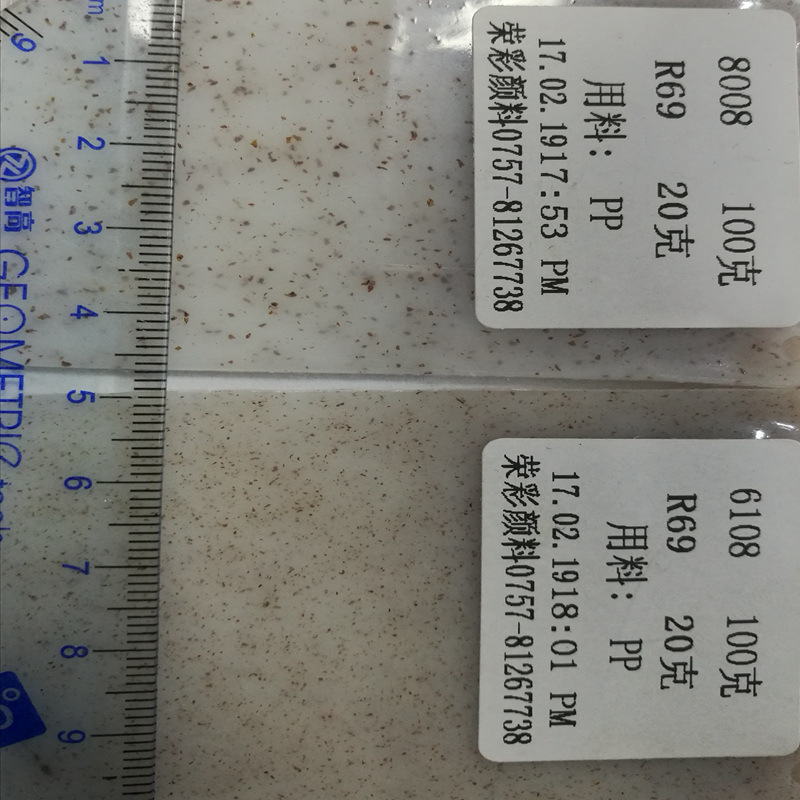 8008 100克
R69 20克
用料: PP
17.02.1917:53 PM
荣彩颜料0757-81267738
6108 100克
R69 20克
用料: PP
17.02.1918:01 PM
荣彩颜料0757-81267738
1 2 3 4 5 6 7 8 9
智高 GEOMETRIC